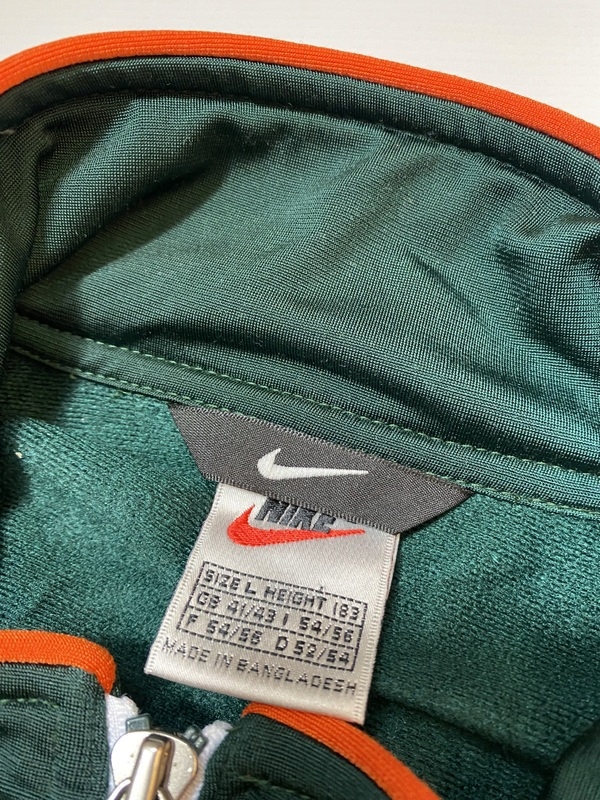 NIKE
SIZE L HEIGHT 183
GB 41/43 I 54/56
F 54/56 D 52/54
MADE IN BANGLADESH